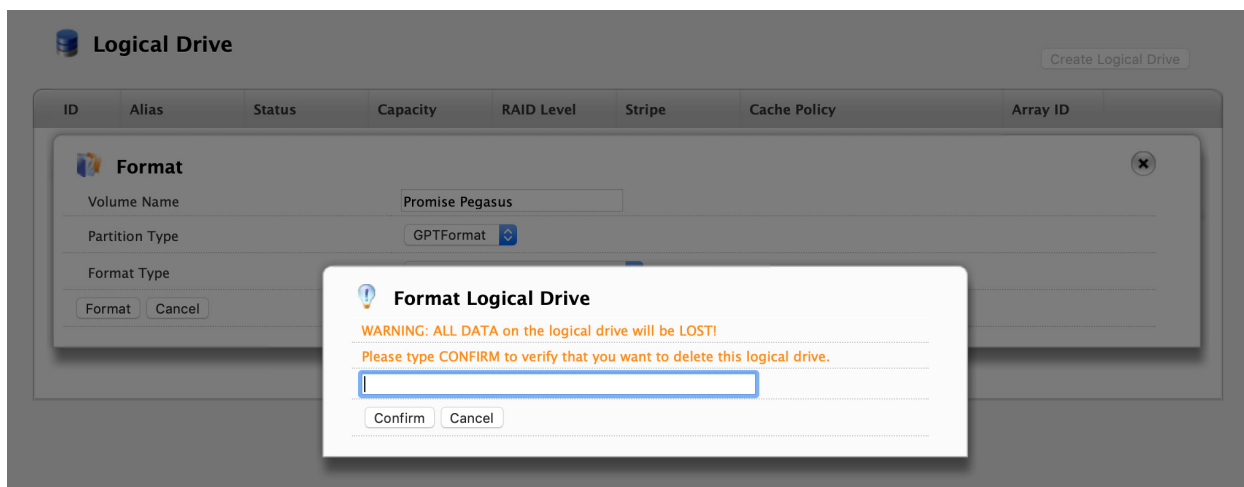 Logical Drive
Create Logical Drive
ID Alias Status Capacity RAID Level Stripe Cache Policy Array ID
Format
Volume Name Promise Pegasus
Partition Type GPTFormat
Format Type
Format Cancel
Format Logical Drive
WARNING: ALL DATA on the logical drive will be LOST!
Please type CONFIRM to verify that you want to delete this logical drive.
Confirm Cancel